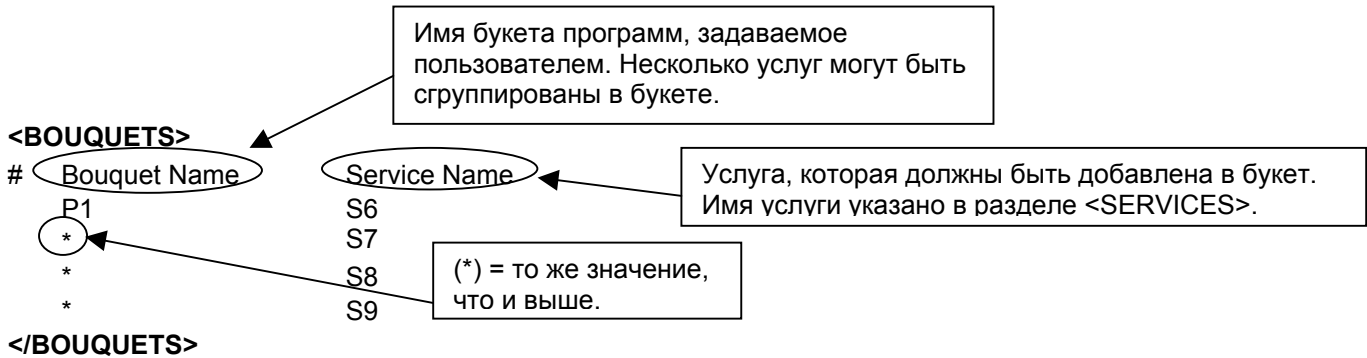 Имя букета программ, задаваемое
пользователем. Несколько услуг могут быть
сгруппированы в букете.
<BOUQUETS>
# Bouquet Name Service Name
Услуга, которая должны быть добавлена в букет.
Имя услуги указано в разделе <SERVICES>.
P1 S6
* S7
* S8
* S9
(*) = то же значение,
что и выше.
</BOUQUETS>